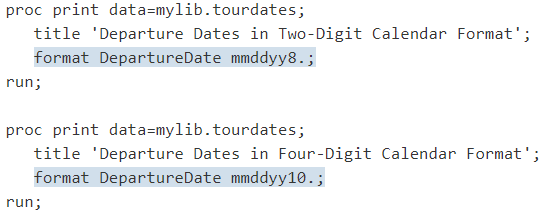 proc print data=mylib.tourdates;
title 'Departure Dates in Two-Digit Calendar Format';
format DepartureDate mmddyy8.;
run;
proc print data=mylib.tourdates;
title 'Departure Dates in Four-Digit Calendar Format';
format DepartureDate mmddyy10.;
run;